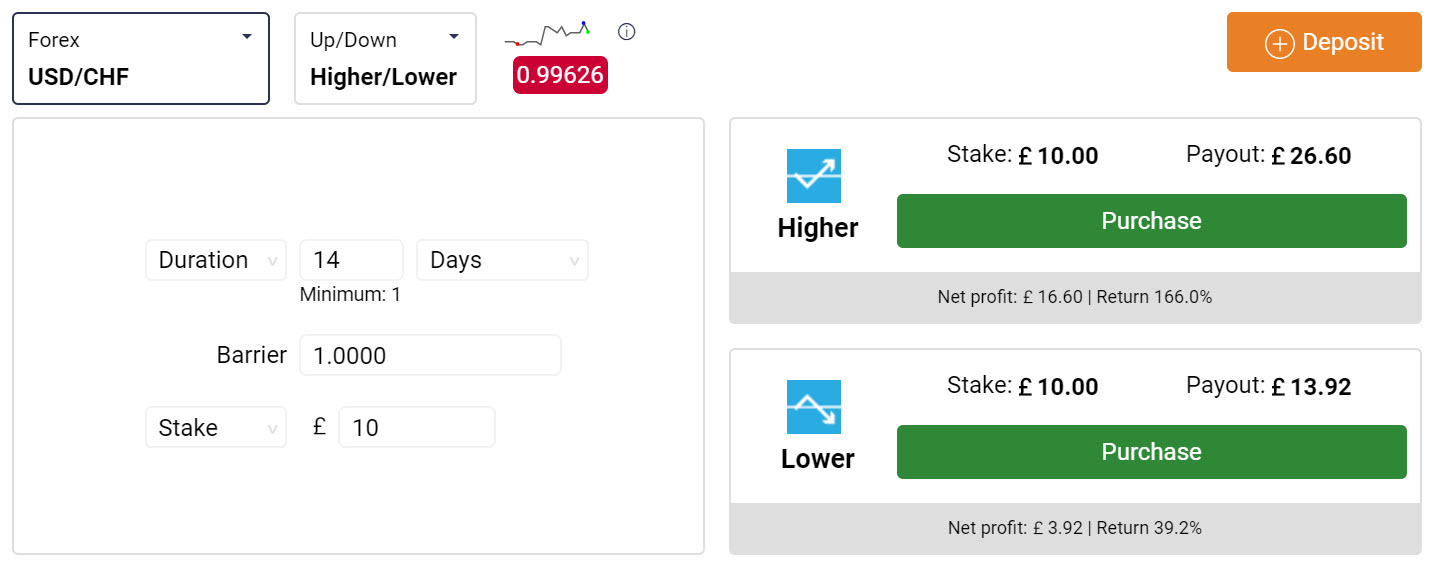 Forex
USD/CHF
Up/Down
Higher/Lower
0.99626
Deposit
Duration 14 Days
Minimum: 1
Barrier 1.0000
Stake £ 10
Stake: £ 10.00 Payout: £ 26.60
Purchase
Higher
Net profit: £ 16.60 | Return 166.0%
Stake: £ 10.00 Payout: £ 13.92
Purchase
Lower
Net profit: £ 3.92 | Return 39.2%